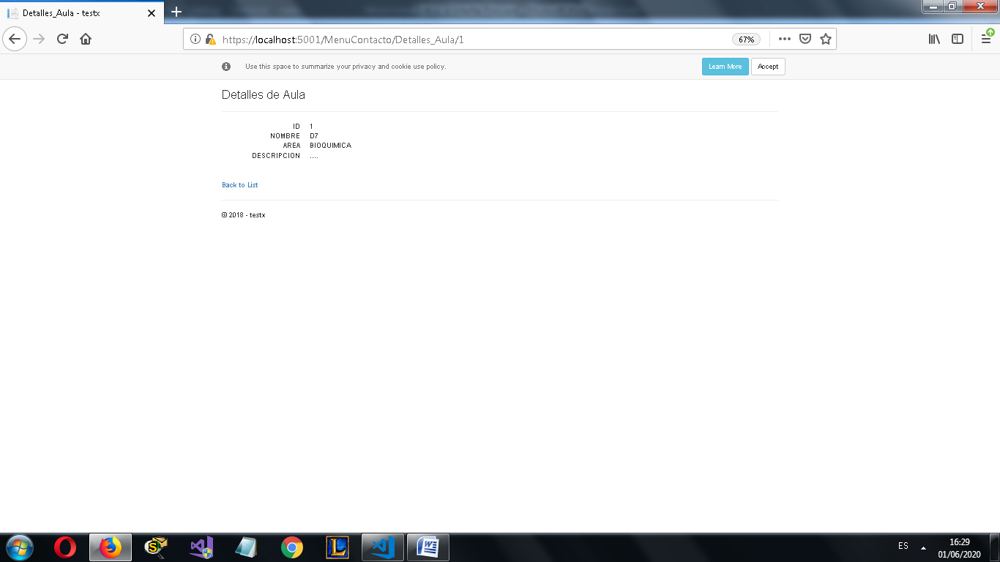 Detalles_Aula - testx
https://localhost:5001/MenuContacto/Detalles_Aula/1
67%
Use this space to summarize your privacy and cookie use policy.
Learn More
Accept
Detalles de Aula
ID 1
NOMBRE D7
AREA BIOQUIMICA
DESCRIPCION ....
Back to List
© 2018 - testx
ES
16:29
01/06/2020